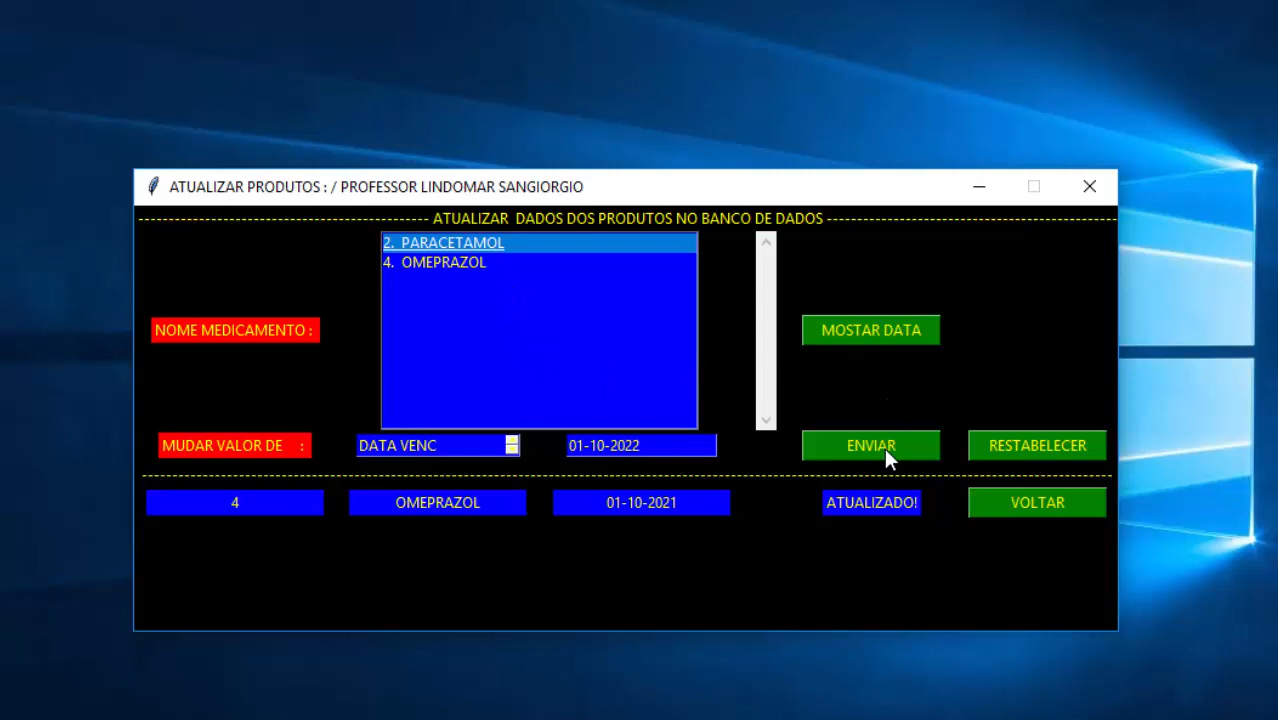 ATUALIZAR PRODUTOS : / PROFESSOR LINDOMAR SANGIORGIO
ATUALIZAR DADOS DOS PRODUTOS NO BANCO DE DADOS
2. PARACETAMOL
4. OMEPRAZOL
NOME MEDICAMENTO :
MOSTAR DATA
MUDAR VALOR DE :
DATA VENC
01-10-2022
ENVIAR
RESTABELECER
4
OMEPRAZOL
01-10-2021
ATUALIZADO!
VOLTAR